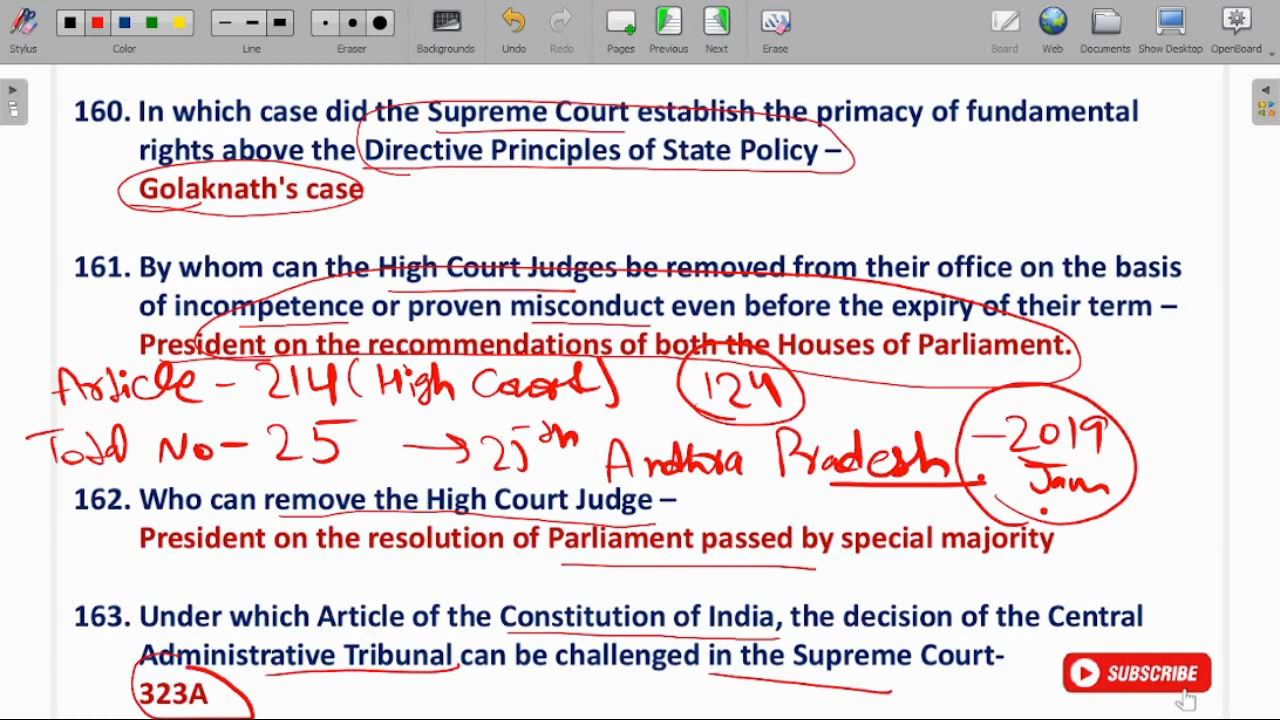 Stylus Color Line Eraser Backgrounds Undo Redo Pages Previous Next Erase Board Web Documents Show Desktop OpenBoard
160. In which case did the Supreme Court establish the primacy of fundamental
rights above the Directive Principles of State Policy –
Golaknath's case
161. By whom can the High Court Judges be removed from their office on the basis
of incompetence or proven misconduct even before the expiry of their term –
President on the recommendations of both the Houses of Parliament.
Article - 214 (High Court) 124
Total No - 25 → 25th Andhra Pradesh - 2019
Jan
162. Who can remove the High Court Judge –
President on the resolution of Parliament passed by special majority
163. Under which Article of the Constitution of India, the decision of the Central
Administrative Tribunal can be challenged in the Supreme Court-
323A
SUBSCRIBE